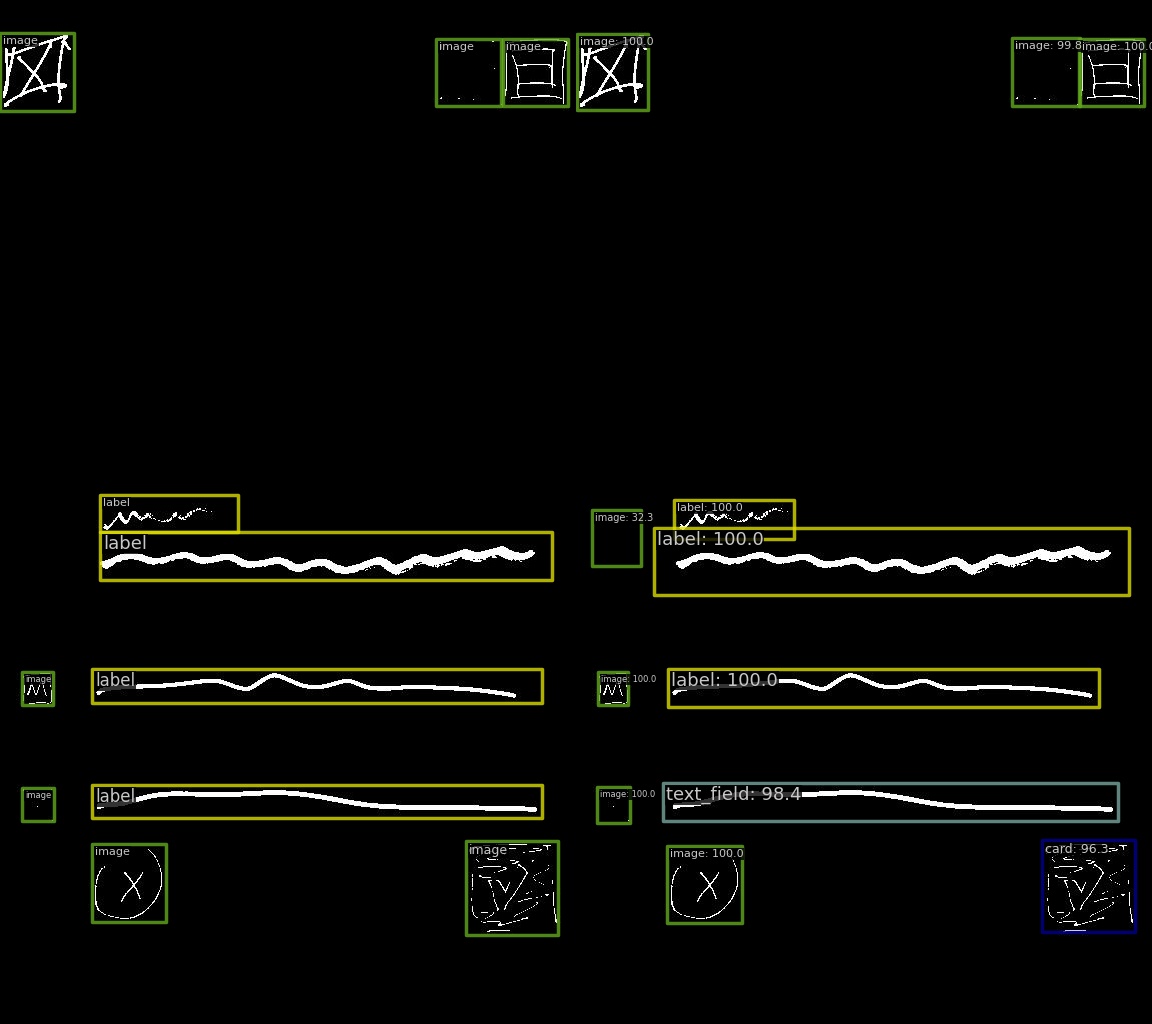 image image image image: 100.0 image: 99.8 image: 100.0
label label: 100.0
image: 32.3
label label: 100.0
image label image: 100.0 label: 100.0
image label image: 100.0 text_field: 98.4
image image image: 100.0 card: 96.3